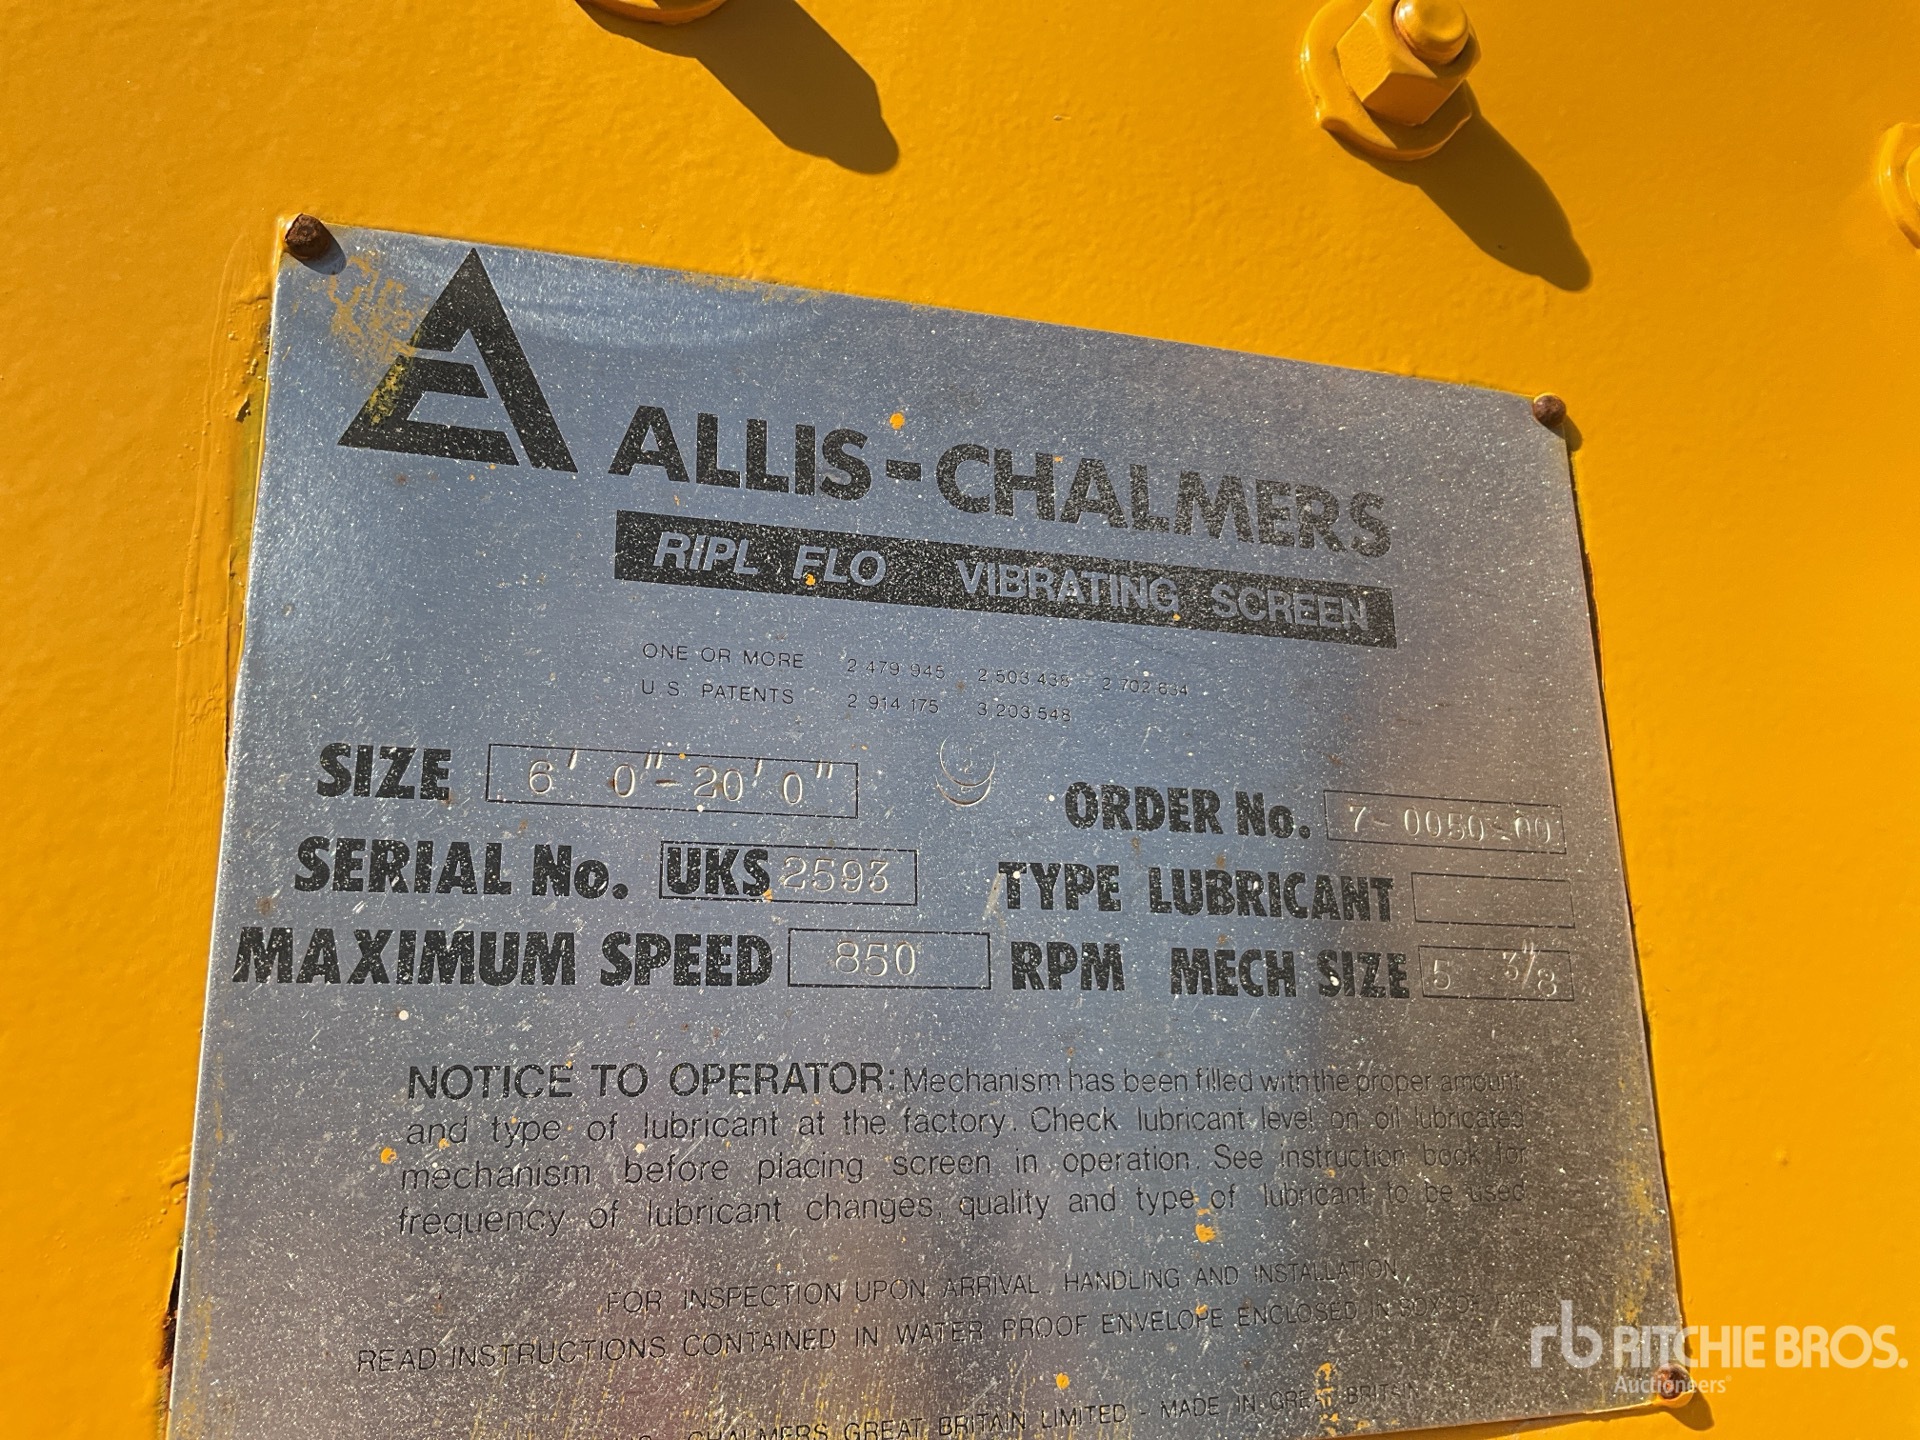 ALLIS-CHALMERS
RIPL FLO VIBRATING SCREEN
ONE OR MORE 2 479 945 2 503 438 2 702 634
U.S. PATENTS 2 914 175 3 203 548
SIZE 6' 0"-20' 0" ORDER No. 7-0050-00
SERIAL No. UKS 2593 TYPE LUBRICANT
MAXIMUM SPEED 850 RPM MECH SIZE 5 3/8"
NOTICE TO OPERATOR: Mechanism has been filled with the proper amount
and type of lubricant at the factory. Check lubricant level on oil lubricated
mechanism before placing screen in operation. See instruction book for
frequency of lubricant changes, quality and type of lubricant to be used
FOR INSPECTION UPON ARRIVAL HANDLING AND INSTALLATION
READ INSTRUCTIONS CONTAINED IN WATER PROOF ENVELOPE ENCLOSED IN BOX OR
CHALMERS GREAT BRITAIN LIMITED - MADE IN GREAT BRITAIN
rb RITCHIE BROS.
Auctioneers